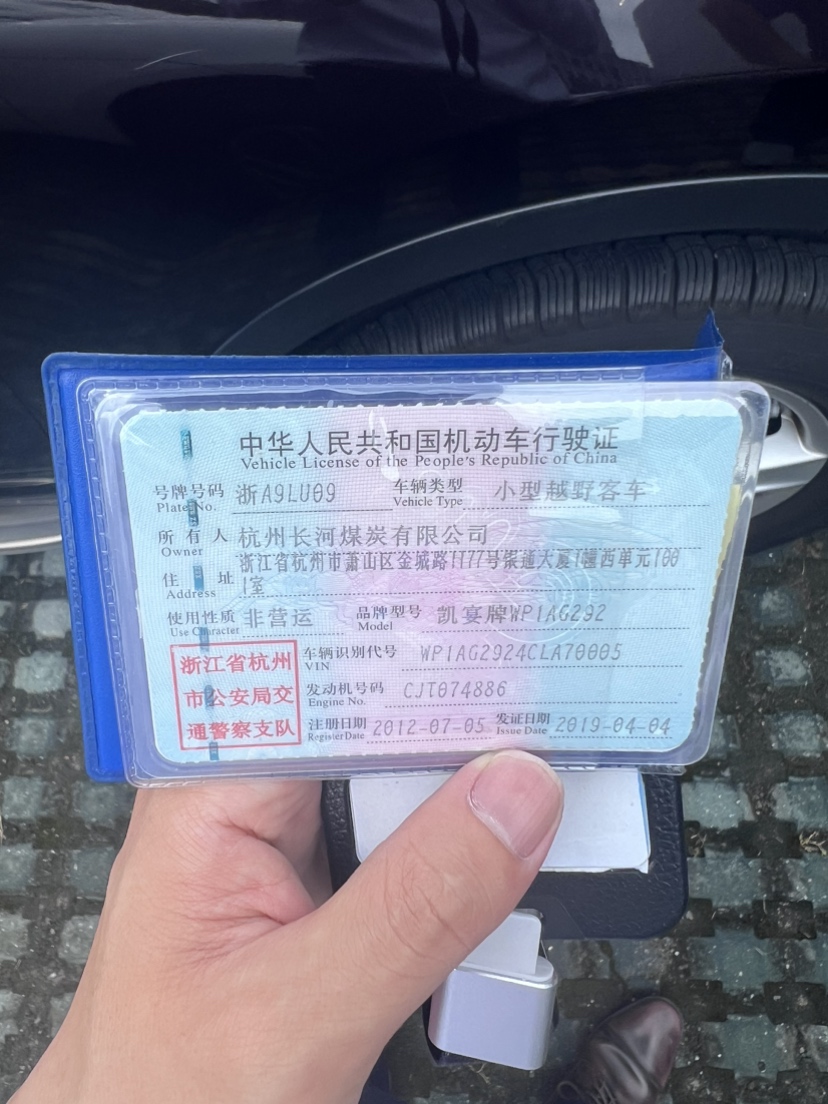 中华人民共和国机动车行驶证
Vehicle License of the People's Republic of China
号牌号码 浙A9LU09 车辆类型 小型越野客车
Plate No. Vehicle Type
所有人 杭州长河煤炭有限公司
Owner
浙江省杭州市萧山区金城路1777号银通大厦1幢西单元100
住 址 1室
Address
使用性质 非营运 品牌型号 凯宴牌WP1AG292
Use Character Model
浙江省杭州 车辆识别代号 WP1AG2924CLA70005
VIN
市公安局交 发动机号码 CJT074886
Engine No.
通警察支队 注册日期 2012-07-05 发证日期 2019-04-04
Register Date Issue Date